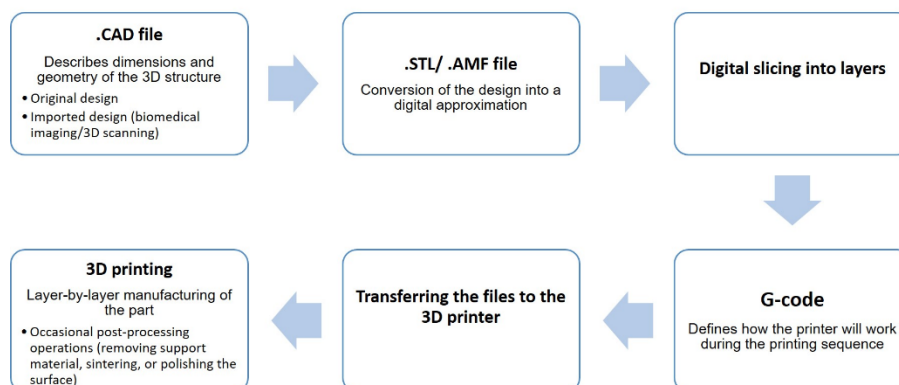 .CAD file
Describes dimensions and
geometry of the 3D structure
• Original design
• Imported design (biomedical
imaging/3D scanning)
.STL/ .AMF file
Conversion of the design into a
digital approximation
Digital slicing into layers
G-code
Defines how the printer will work
during the printing sequence
Transferring the files to the
3D printer
3D printing
Layer-by-layer manufacturing of
the part
• Occasional post-processing
operations (removing support
material, sintering, or polishing the
surface)